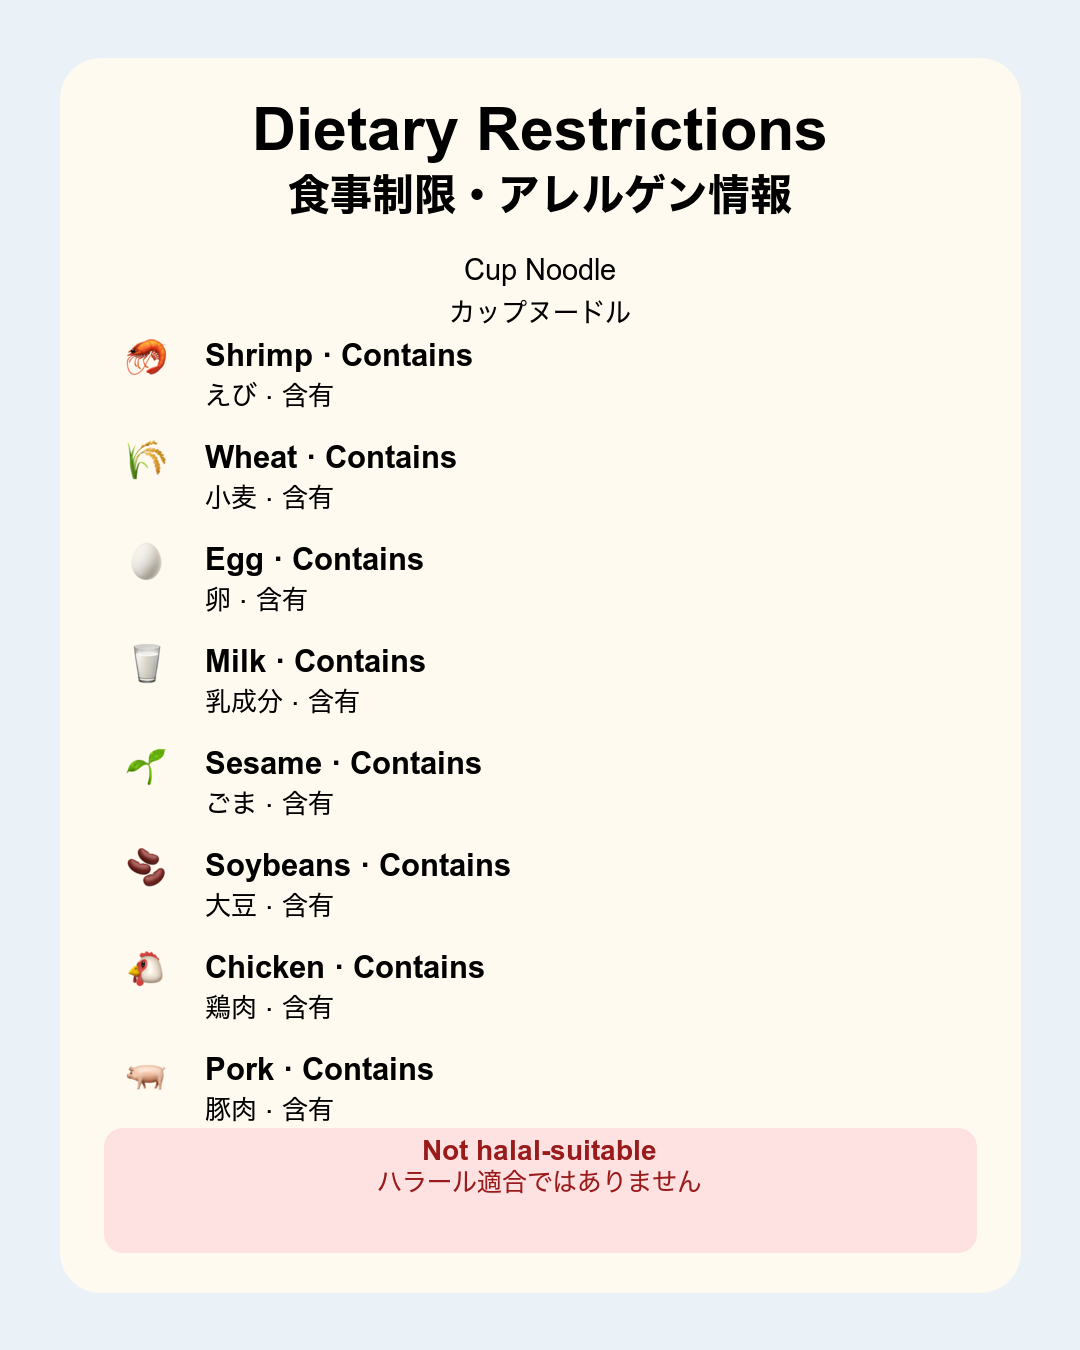 Dietary Restrictions
食事制限・アレルゲン情報
Cup Noodle
カップヌードル
Shrimp · Contains
えび · 含有
Wheat · Contains
小麦 · 含有
Egg · Contains
卵 · 含有
Milk · Contains
乳成分 · 含有
Sesame · Contains
ごま · 含有
Soybeans · Contains
大豆 · 含有
Chicken · Contains
鶏肉 · 含有
Pork · Contains
豚肉 · 含有
Not halal-suitable
ハラール適合ではありません